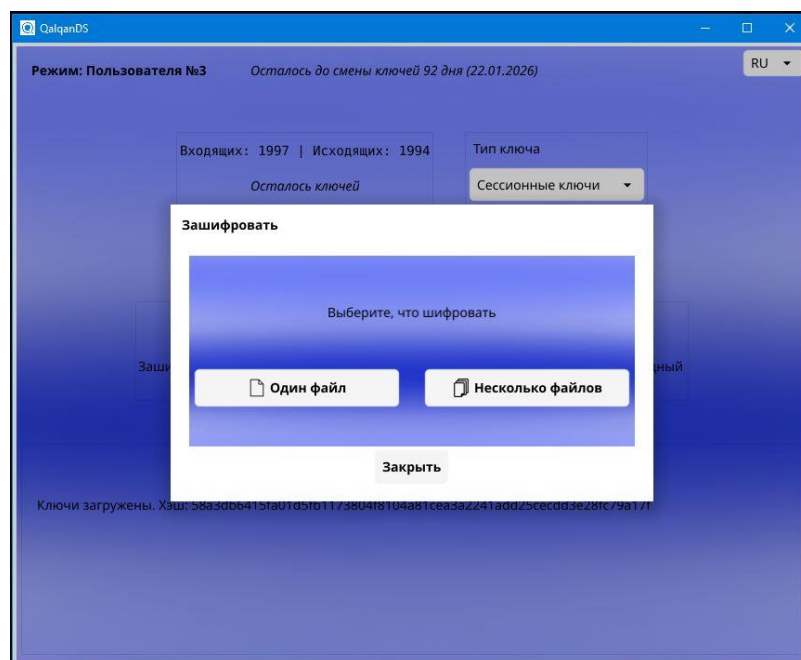 QalqanDS
Режим: Пользователя №3 Осталось до смены ключей 92 дня (22.01.2026) RU
Входящих: 1997 | Исходящих: 1994 Тип ключа
Осталось ключей Сессионные ключи
Зашифровать
Выберите, что шифровать
Один файл Несколько файлов
Закрыть
Ключи загружены. Хэш: